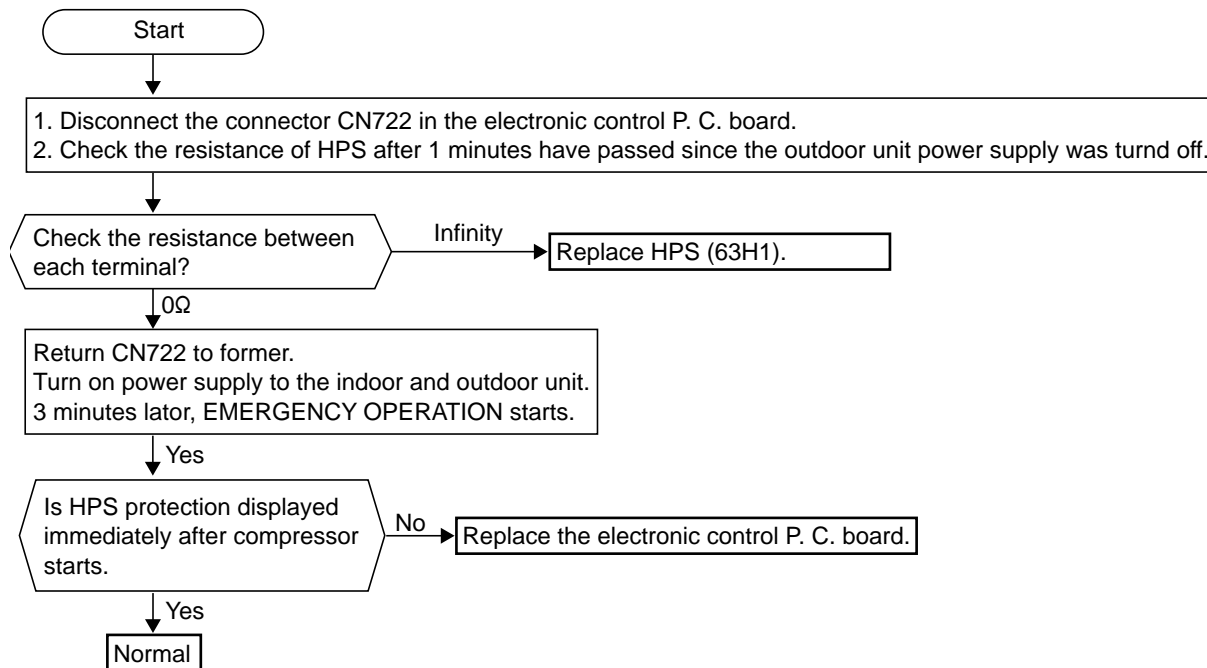 Start
1. Disconnect the connector CN722 in the electronic control P. C. board.
2. Check the resistance of HPS after 1 minutes have passed since the outdoor unit power supply was turnd off.
Check the resistance between
each terminal?
Infinity
Replace HPS (63H1).
0Ω
Return CN722 to former.
Turn on power supply to the indoor and outdoor unit.
3 minutes lator, EMERGENCY OPERATION starts.
Yes
Is HPS protection displayed
immediately after compressor
starts.
No
Replace the electronic control P. C. board.
Yes
Normal